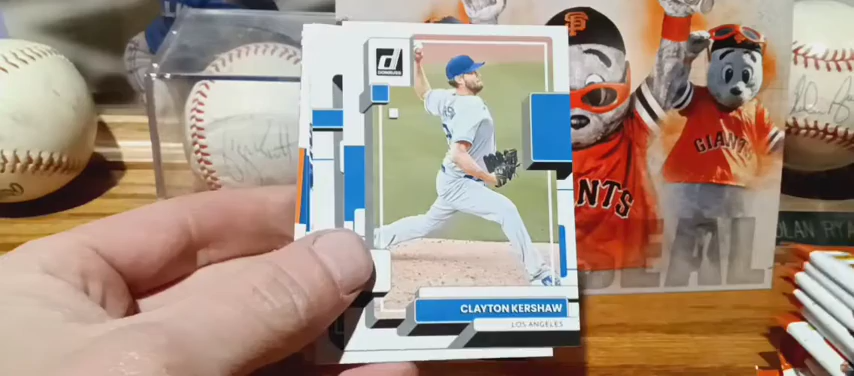 DONRUSS
CLAYTON KERSHAW
LOS ANGELES
SF
GIANTS
NTS
SEAL
OLAN RYA